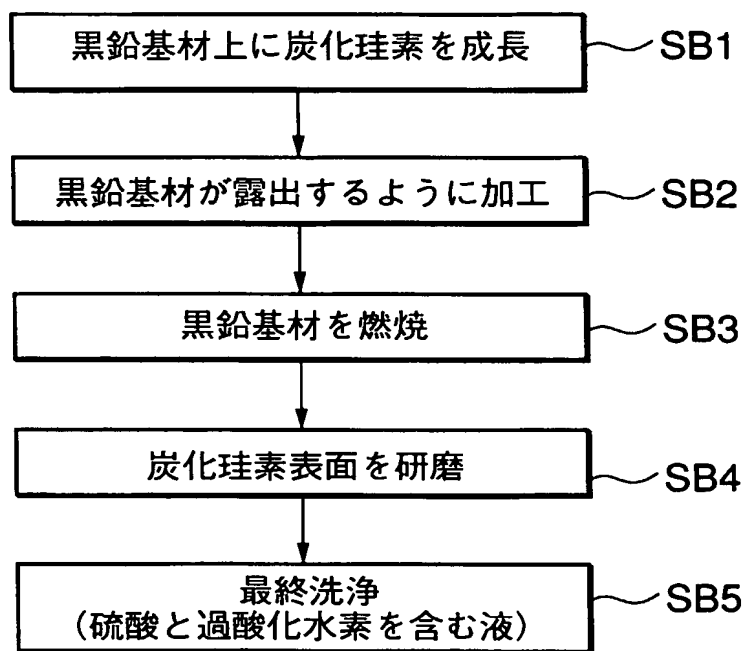 黒鉛基材上に炭化珪素を成長
SB1
黒鉛基材が露出するように加工
SB2
黒鉛基材を燃焼
SB3
炭化珪素表面を研磨
SB4
最終洗浄
(硫酸と過酸化水素を含む液)
SB5